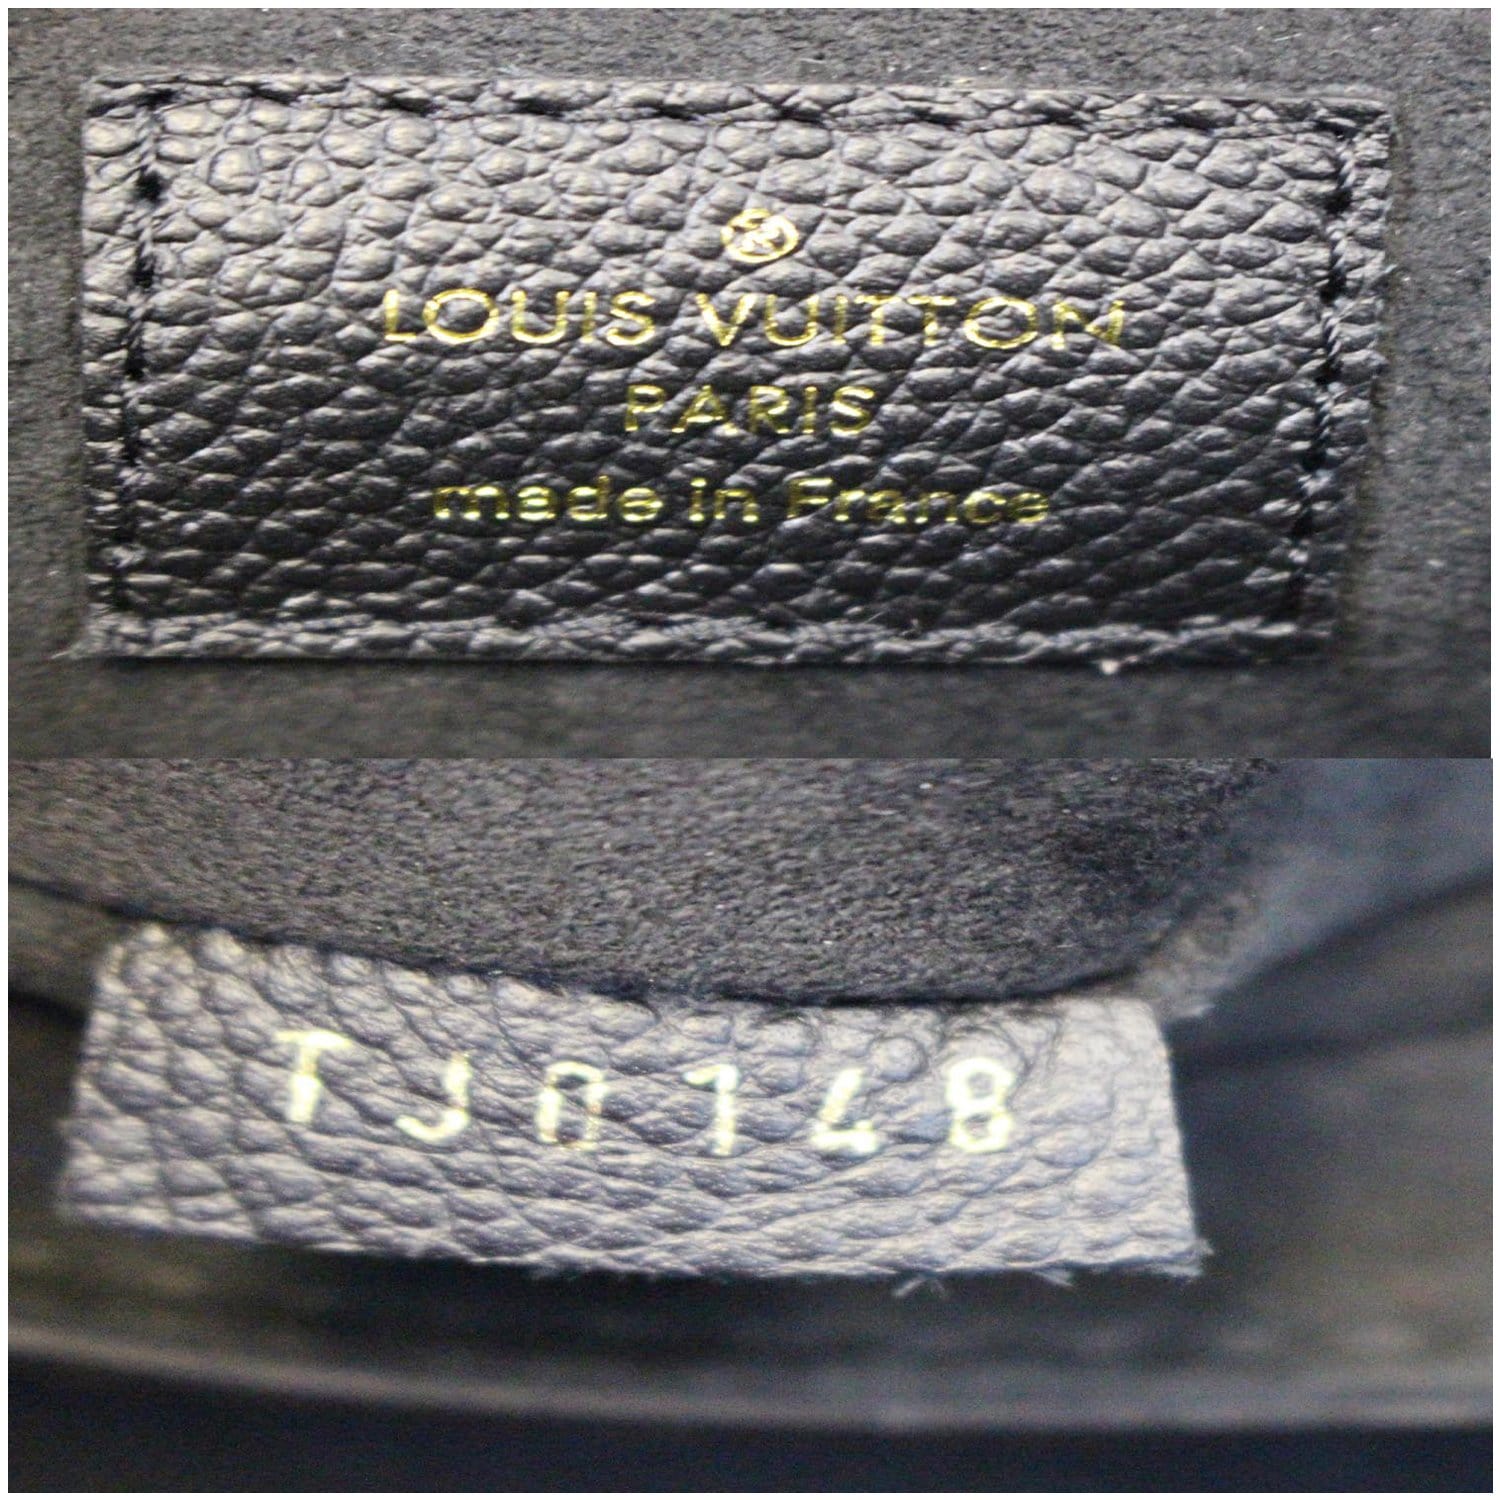 LOUIS VUITTON
PARIS
made in France
TJ0148